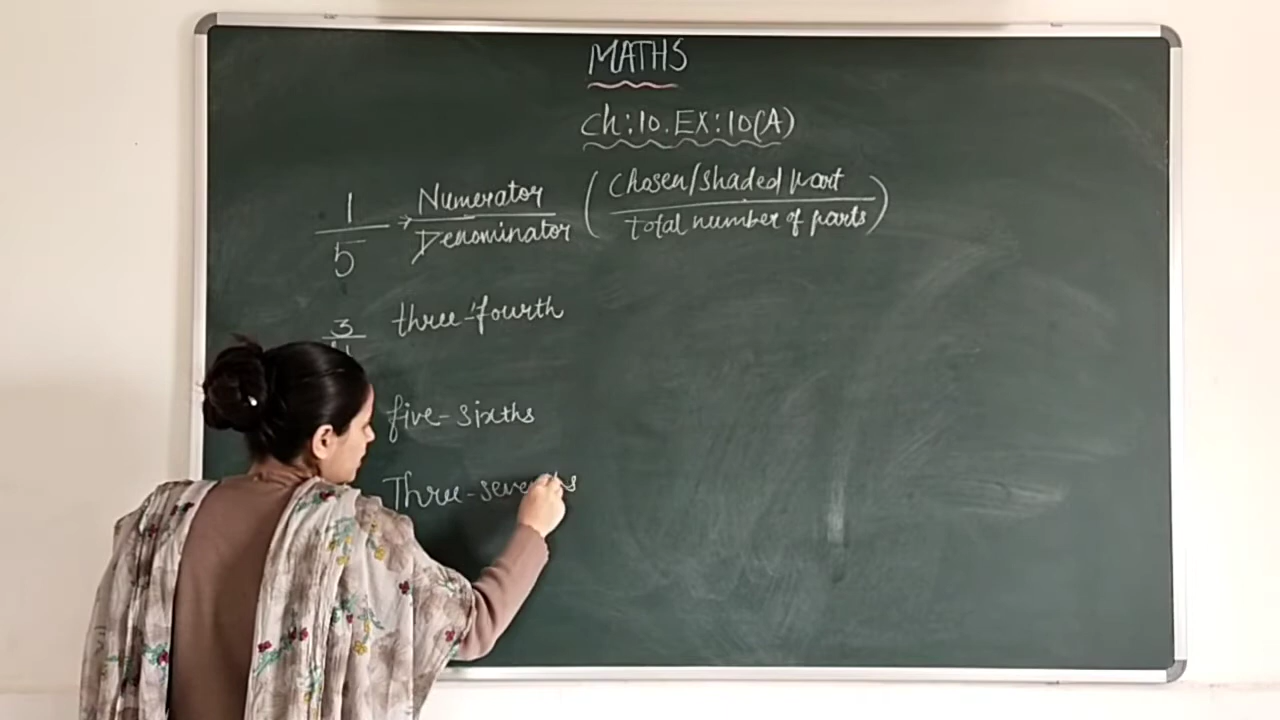 MATHS
Ch:10.EX:10(A)
1/5 → Numerator/Denominator (Chosen/shaded part/Total number of parts)
3/4 three-fourth
five-sixths
Three-sevenths